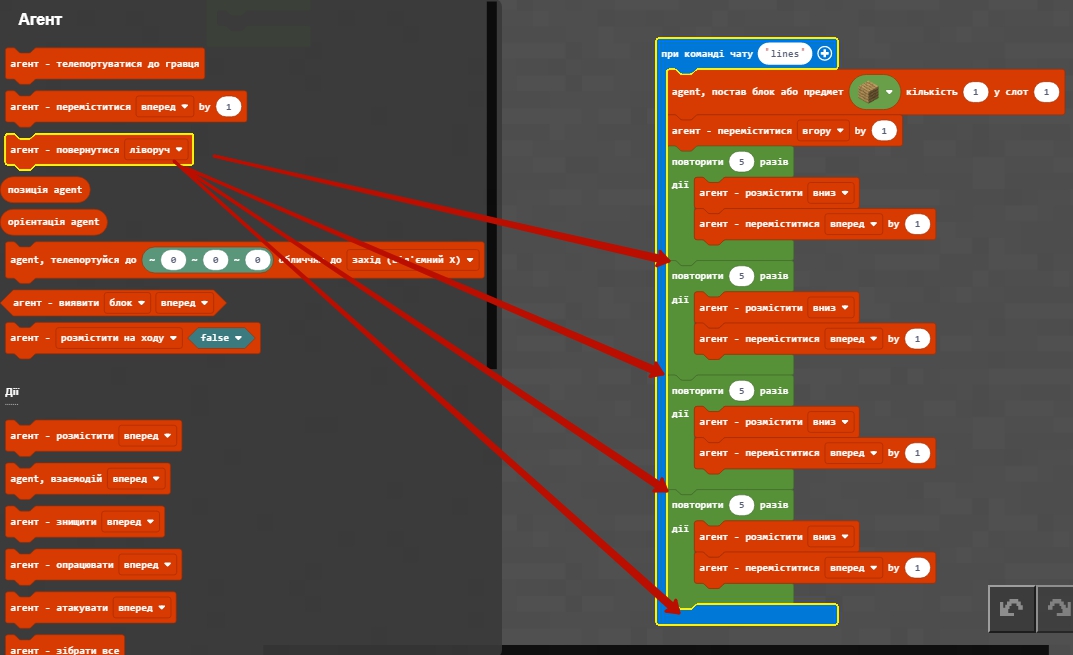 Агент
агент - телепортуватися до гравця
агент - переміститися вперед by 1
агент - повернутися ліворуч
позиція agent
орієнтація agent
agent, телепортуйся до ~ 0 ~ 0 ~ 0 обличчя до захід (від'ємний X)
агент - виявити блок вперед
агент - розмістити на ходу false
Дії
агент - розмістити вперед
agent, взаємодій вперед
агент - знищити вперед
агент - опрацювати вперед
агент - атакувати вперед
агент - зібрати все
при команді чату "lines"
agent, постав блок або предмет кількість 1 у слот 1
агент - переміститися вгору by 1
повторити 5 разів
дії
агент - розмістити вниз
агент - переміститися вперед by 1
повторити 5 разів
дії
агент - розмістити вниз
агент - переміститися вперед by 1
повторити 5 разів
дії
агент - розмістити вниз
агент - переміститися вперед by 1
повторити 5 разів
дії
агент - розмістити вниз
агент - переміститися вперед by 1